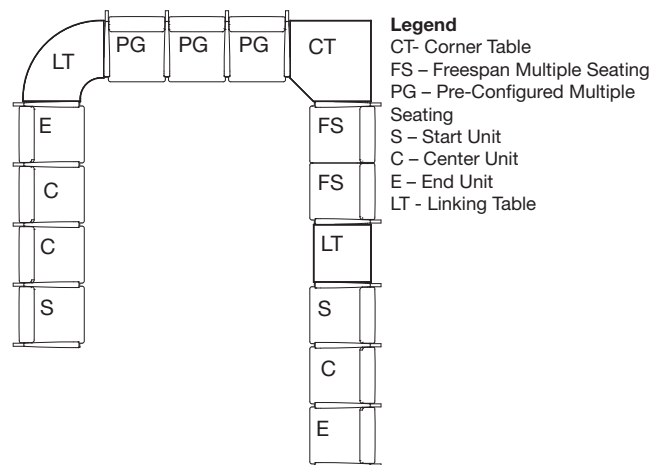 LT
PG PG PG
CT
E
C
C
S
FS
FS
LT
S
C
E
Legend
CT- Corner Table
FS – Freespan Multiple Seating
PG – Pre-Configured Multiple
Seating
S – Start Unit
C – Center Unit
E – End Unit
LT - Linking Table